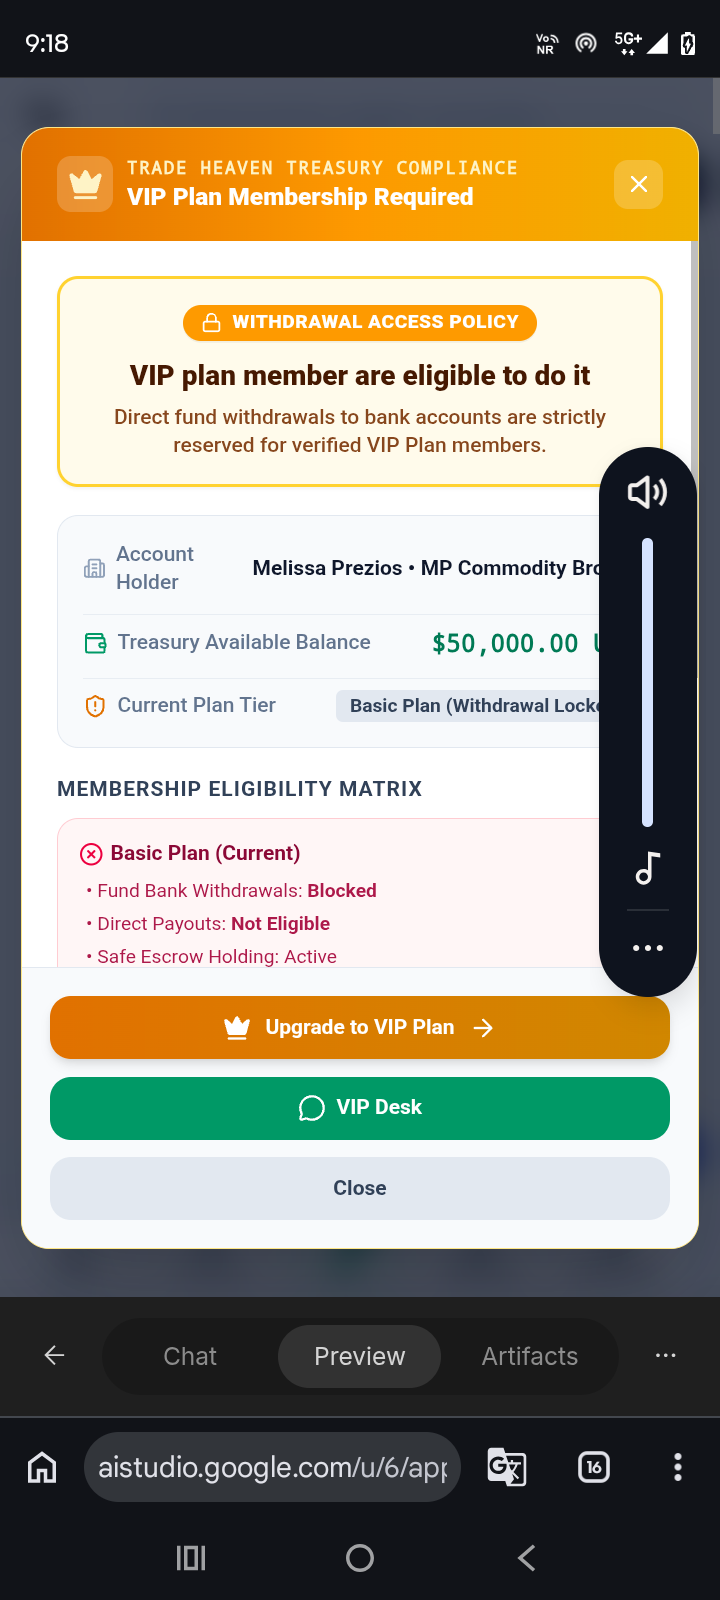 9:18
Vo NR
5G+
TRADE HEAVEN TREASURY COMPLIANCE
VIP Plan Membership Required
WITHDRAWAL ACCESS POLICY
VIP plan member are eligible to do it
Direct fund withdrawals to bank accounts are strictly
reserved for verified VIP Plan members.
Account
Holder
Melissa Prezios • MP Commodity Bro
Treasury Available Balance
$50,000.00 U
Current Plan Tier
Basic Plan (Withdrawal Locke
MEMBERSHIP ELIGIBILITY MATRIX
Basic Plan (Current)
• Fund Bank Withdrawals: Blocked
• Direct Payouts: Not Eligible
• Safe Escrow Holding: Active
Upgrade to VIP Plan
VIP Desk
Close
Chat
Preview
Artifacts
aistudio.google.com/u/6/app
16